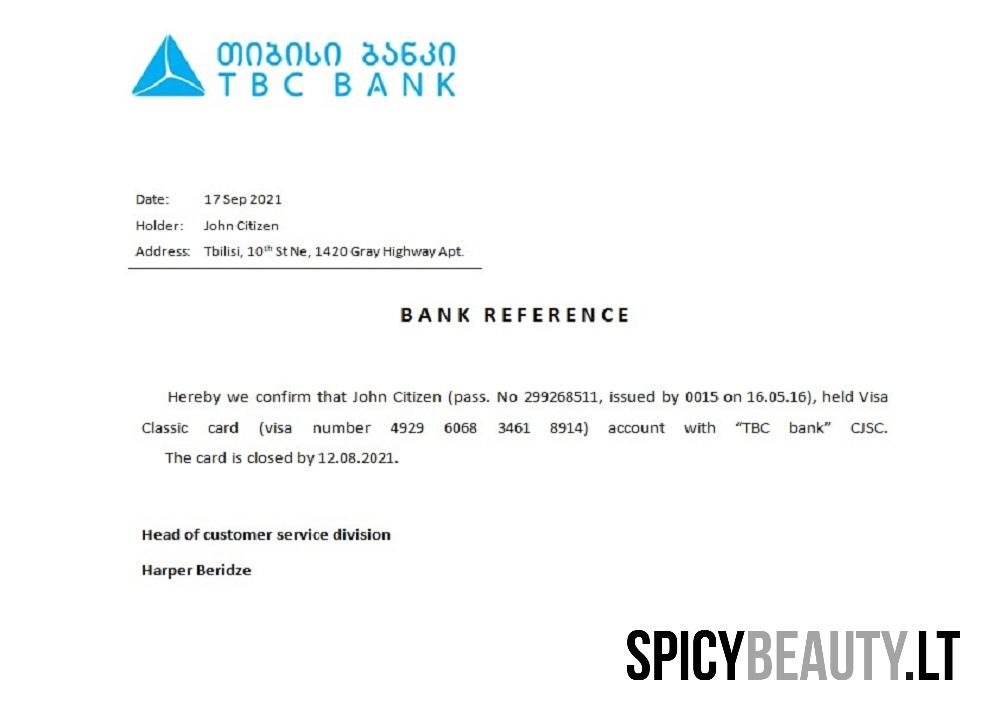 თიბისი ბანკი
TBC BANK
Date: 17 Sep 2021
Holder: John Citizen
Address: Tbilisi, 10th St Ne, 1420 Gray Highway Apt.
BANK REFERENCE
Hereby we confirm that John Citizen (pass. No 299268511, issued by 0015 on 16.05.16), held Visa
Classic card (visa number 4929 6068 3461 8914) account with “TBC bank” CJSC.
The card is closed by 12.08.2021.
Head of customer service division
Harper Beridze
SPICYBEAUTY.LT